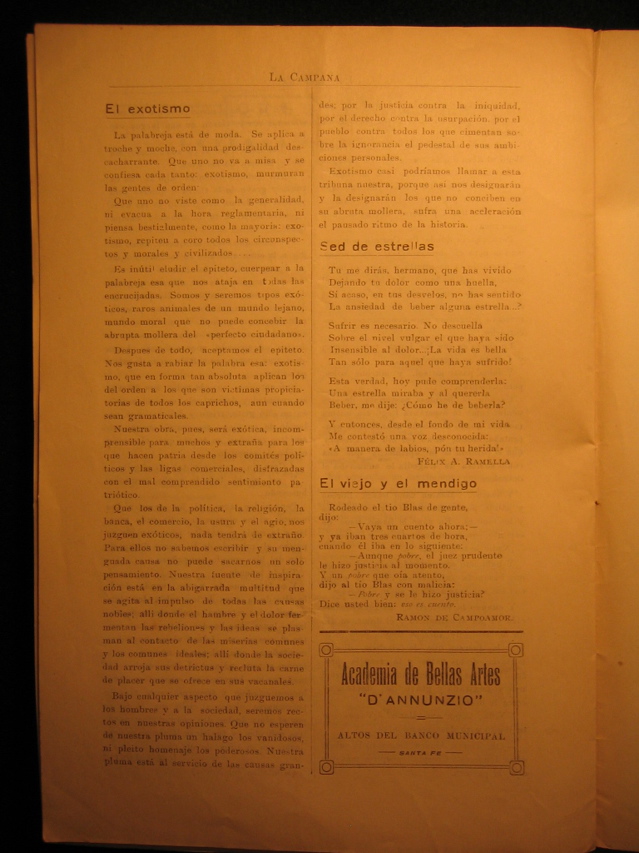 LA CAMPANA
El exotismo
La palabreja está de moda. Se aplica a
troche y moche, con una prodigalidad des-
cacharrante. Que uno no va a misa y se
confiesa cada tanto: exotismo, murmuran
las gentes de orden
Que uno no visto como la generalidad,
ni evacua a la hora reglamentaria, ni
piensa bestialmente, como la mayoría: exo-
tismo, repiten a coro todos los circunspec-
tos y morales y civilizados....
Es inútil eludir el epíteto, cuerpear a la
palabreja esa que nos ataja en todas las
encrucijadas. Somos y seremos tipos exó-
ticos, raros animales de un mundo lejano,
mundo moral que no puede concebir la
abrupta mollera del «perfecto ciudadano».
Despues de todo, aceptamos el epíteto.
Nos gusta a rabiar la palabra esa: exotis-
mo, que en forma tan absoluta aplican los
del orden a los que son victimas propicia-
torias de todos los caprichos, aun cuando
sean gramaticales.
Nuestra obra, pues, será exótica, incom-
prensible para muchos y extraña para les
que hacen patria desde los comités polí-
ticos y las ligas comerciales, disfrazadas
con el mal comprendido sentimiento pa-
triótico.
Que los de la política, la religión, la
banca, el comercio, la usura y el agio, nos
juzguen exóticos, nada tendrá de extraño.
Para ellos no sabemos escribir y su men-
guada causa no puede sacarnos un solo
pensamiento. Nuestra fuente de inspira-
ción está en la abigarrada multitud que
se agita al impulso de todas las causas
nobles; allí donde el hambre y el dolor fer-
mentan las rebeliones y las ideas se plas-
man al contacto de las miserias comunes
y los comunes ideales; allí donde la socie-
dad arroja sus detrictus y recluta la carne
de placer que se ofrece en sus vacanales.
Bajo cualquier aspecto que juzguemos a
los hombres y a la sociedad, seremos rec-
tos en nuestras opiniones. Que no esperen
de nuestra pluma un halago los vanidosos,
ni pleito homenaje los poderosos. Nuestra
pluma está al servicio de las causas gran-
des; por la justicia contra la iniquidad,
por el derecho contra la usurpación, por el
pueblo contra todos los que cimentan so-
bre la ignorancia el pedestal de sus ambi-
ciones personales.
Exotismo casi podríamos llamar a esta
tribuna nuestra, porque asi nos designarán
y la designarán los que no conciben en
su abruta mollera, sufra una aceleración
el pausado ritmo de la historia.
Sed de estrellas
Tu me dirás, hermano, que has vivido
Dejando tu dolor como una huella,
Si acaso, en tus desvelos, no has sentido
La ansiedad de beber alguna estrella..?
Sufrir es necesario. No descuella
Sobre el nivel vulgar el que haya sido
Insensible al dolor...¡La vida es bella
Tan sólo para aquel que haya sufrido!
Esta verdad, hoy pude comprenderla:
Una estrella miraba y al quererla
Beber, me dije: ¿Cómo he de beberla?
Y entonces, desde el fondo de mi vida
Me contestó una voz desconocida:
«A manera de labios, pón tu herida!»
FÉLIX A. RAMELLA
El viejo y el mendigo
Rodeado el tio Blas de gente,
dijo:
—Vaya un cuento ahora;—
y ya iban tres cuartos de hora,
cuando él iba en lo siguiente:
—Aunque pobre, el juez prudente
le hizo justicia al momento.
Y un pobre que oía atento,
dijo al tío Blas con malicia:
—Pobre y se le hizo justicia?
Dice usted bien: eso es cuento.
RAMÓN DE CAMPOAMOR.
Academia de Bellas Artes
"D'ANNUNZIO"
ALTOS DEL BANCO MUNICIPAL
SANTA FE